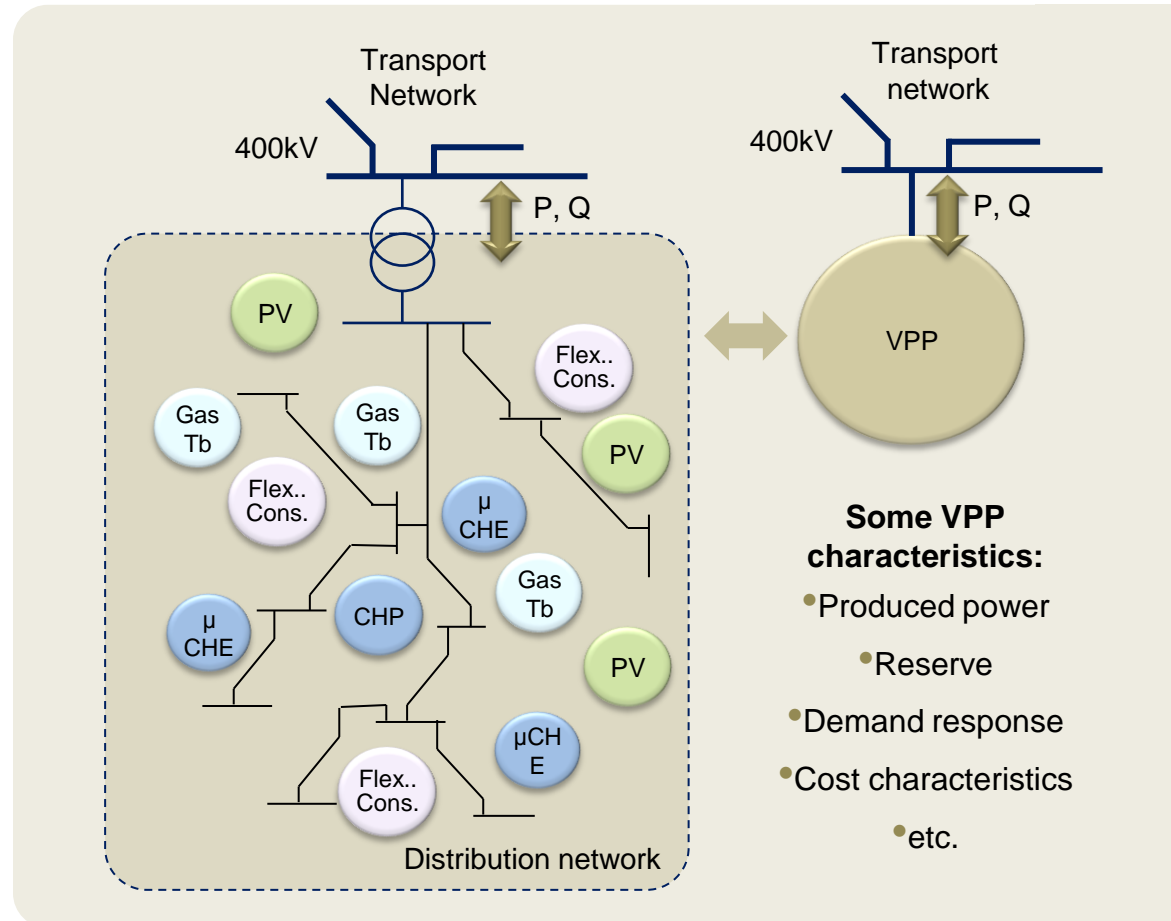 Transport
Network
400kV
P, Q
PV
Flex..
Cons.
Gas
Tb
Gas
Tb
PV
Flex..
Cons.
µ
CHE
Gas
Tb
µ
CHE
CHP
PV
µCH
E
Flex..
Cons.
Distribution network
Transport
network
400kV
P, Q
VPP
Some VPP
characteristics:
•Produced power
•Reserve
•Demand response
•Cost characteristics
•etc.